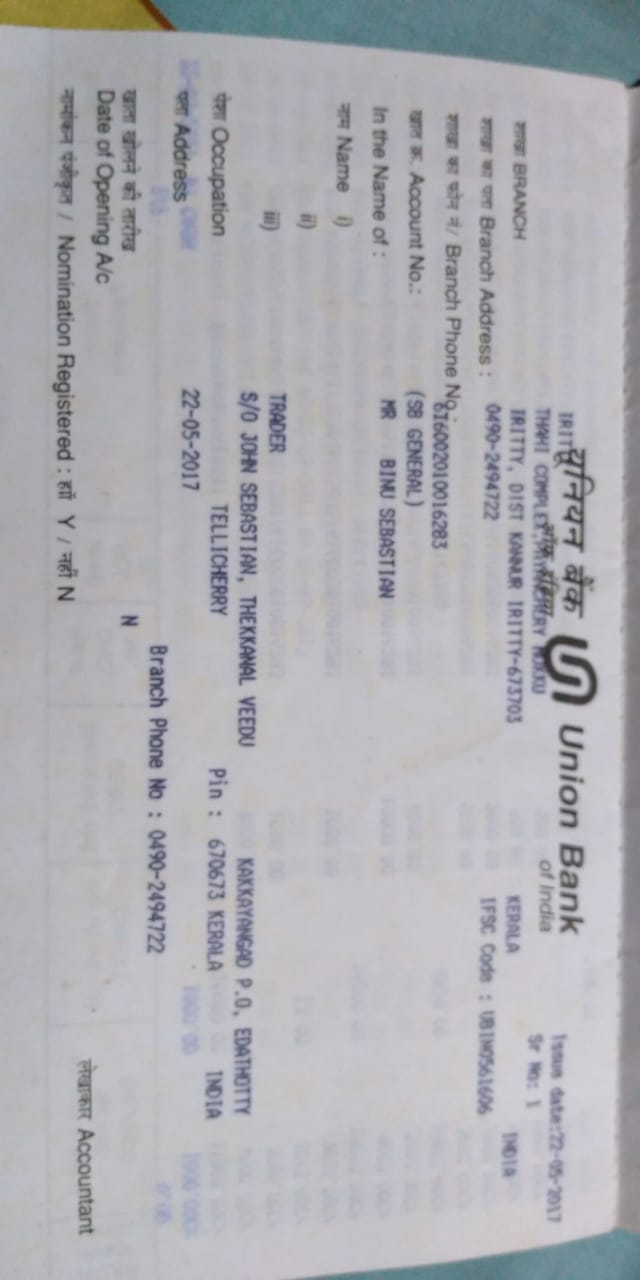 यूनियन बैंक Union Bank
of India
Issue date:22-05-2017
Sr No: 1
शाखा BRANCH
THAHI COMPLEX, PAYANCHERY MUKKU
शाखा का पता Branch Address : IRITTY, DIST KANNUR IRITTY-673703 KERALA INDIA
शाखा का फोन नं/ Branch Phone No.: 0490-2494722 IFSC Code : UBIN0561606
खाता क्र. Account No.: 616002010016283
(SB GENERAL)
In the Name of : MR BINU SEBASTIAN
नाम Name i)
ii)
iii)
पेशा Occupation TRADER
पता Address S/O JOHN SEBASTIAN, THEKKANAL VEEDU KAKKAYANGAD P.O, EDATHOTTY
TELLICHERRY Pin : 670673 KERALA INDIA
खाता खोलने की तारीख
Date of Opening A/c 22-05-2017
Branch Phone No : 0490-2494722
N
नामांकन पंजीकृत / Nomination Registered : हाँ Y / नहीं N
लेखाकार Accountant